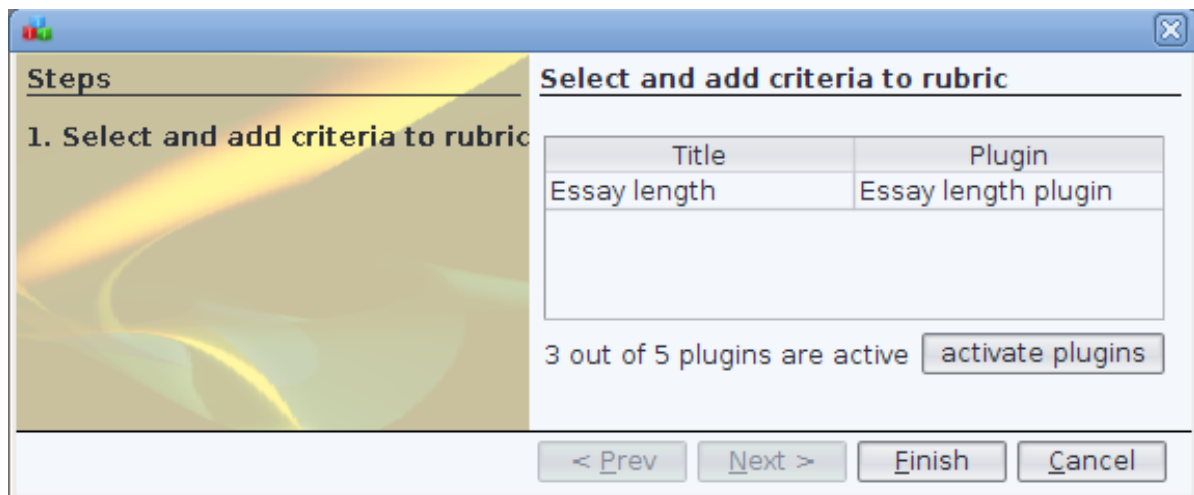 Steps
1. Select and add criteria to rubric
Select and add criteria to rubric
Title Plugin
Essay length Essay length plugin
3 out of 5 plugins are active activate plugins
< Prev Next > Finish Cancel